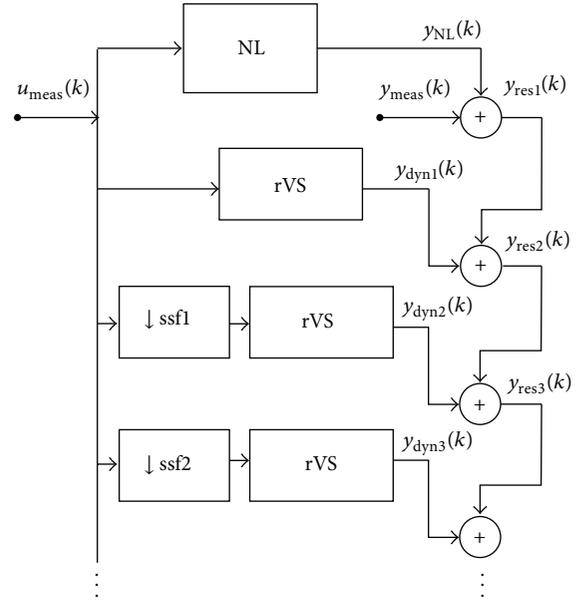 NL
y_NL(k)
u_meas(k)
y_meas(k)
y_res1(k)
+
rVS
y_dyn1(k)
y_res2(k)
+
↓ ssf1
rVS
y_dyn2(k)
y_res3(k)
+
↓ ssf2
rVS
y_dyn3(k)
+